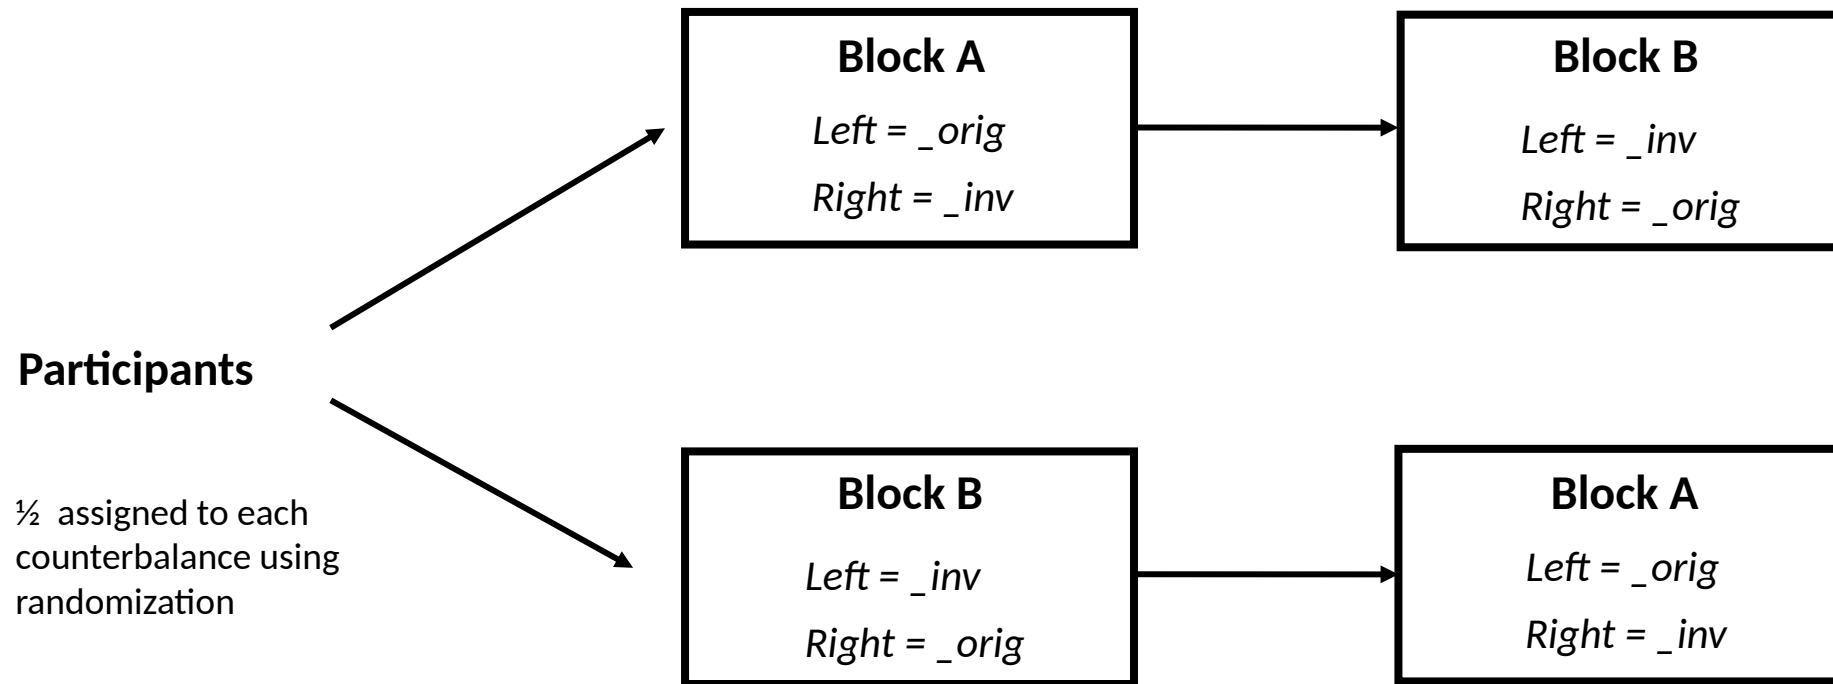 Block A
Left = _orig
Right = _inv
Block B
Left = _inv
Right = _orig
Participants
½  assigned to each
counterbalance using
randomization
Block B
Left = _inv
Right = _orig
Block A
Left = _orig
Right = _inv